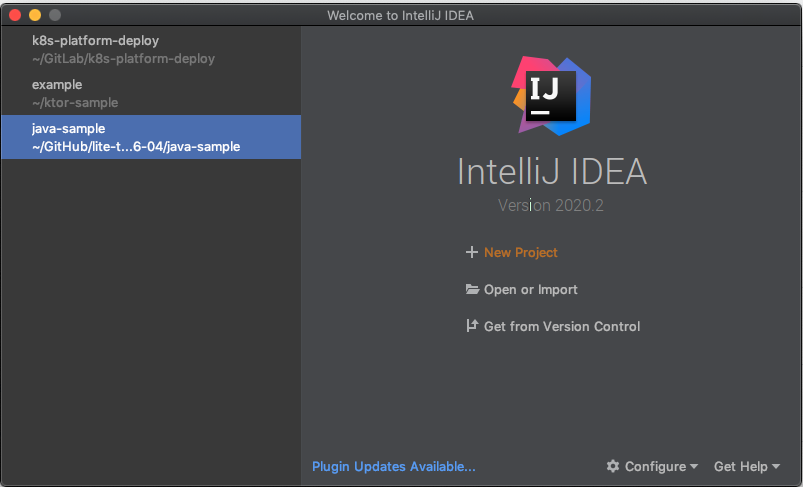 Welcome to IntelliJ IDEA
k8s-platform-deploy
~/GitLab/k8s-platform-deploy
example
~/ktor-sample
java-sample
~/GitHub/lite-t...6-04/java-sample
IJ
IntelliJ IDEA
Version 2020.2
New Project
Open or Import
Get from Version Control
Plugin Updates Available...
Configure
Get Help